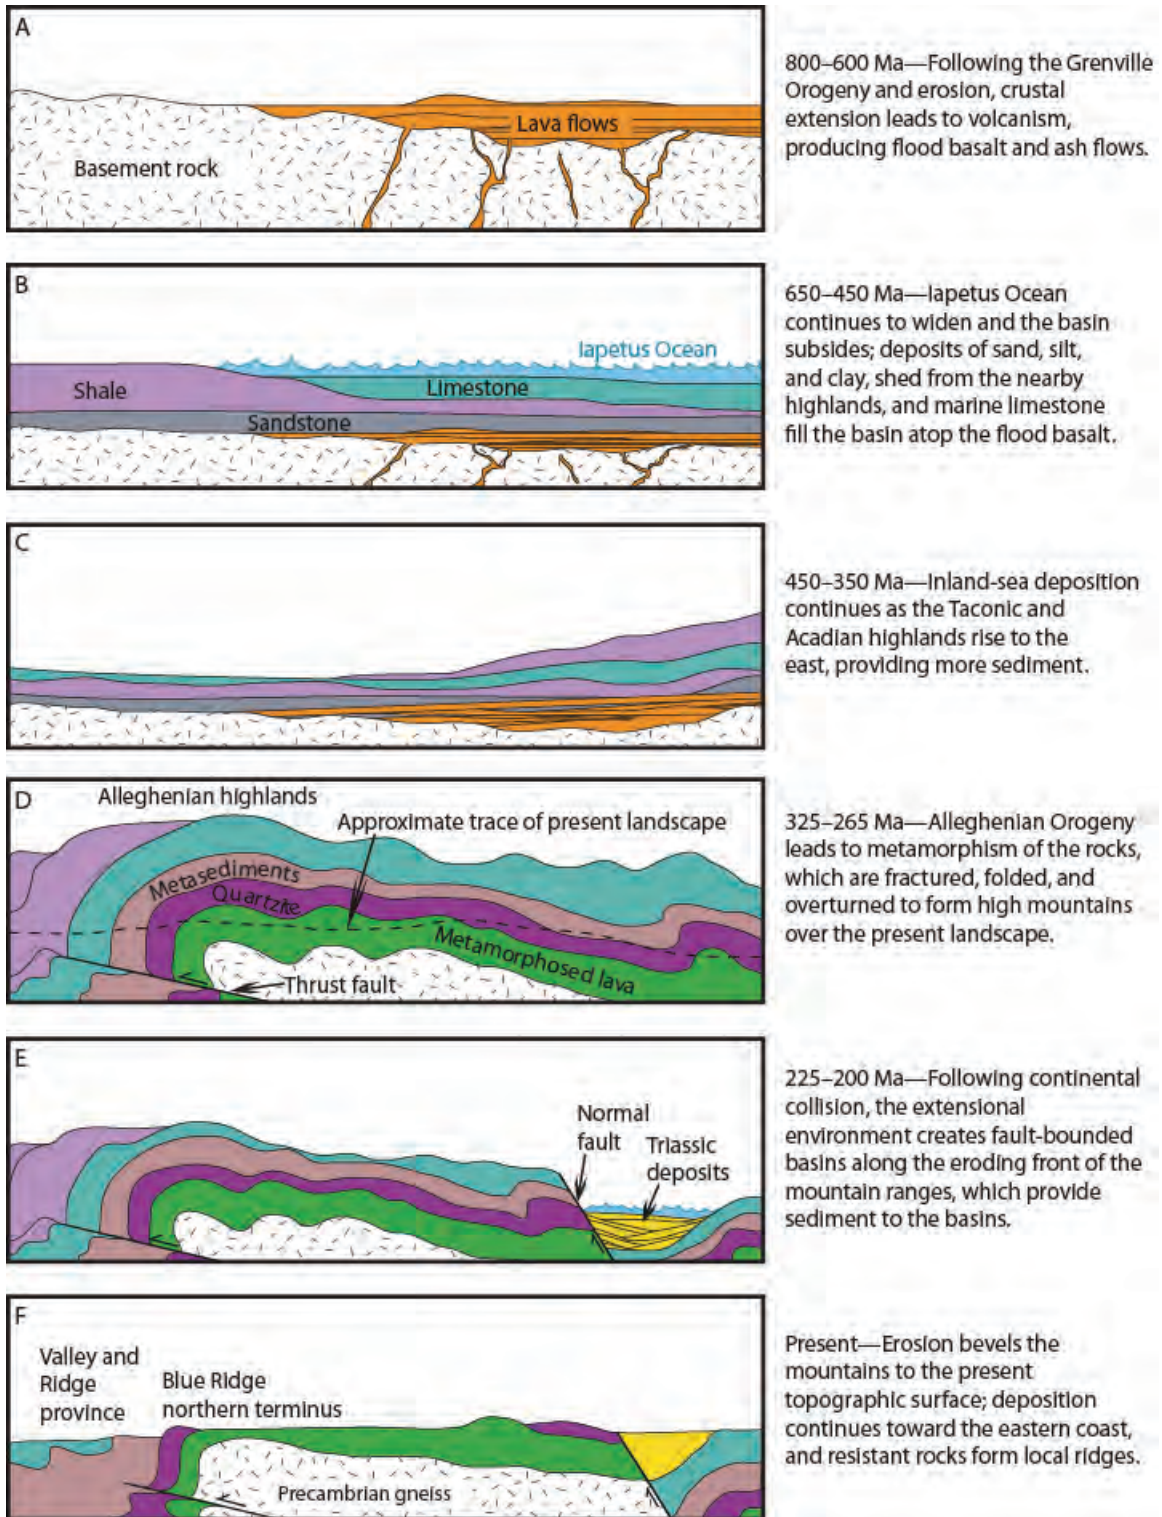 A
Lava flows
Basement rock
800–600 Ma—Following the Grenville
Orogeny and erosion, crustal
extension leads to volcanism,
producing flood basalt and ash flows.
B
Iapetus Ocean
Shale
Limestone
Sandstone
650–450 Ma—Iapetus Ocean
continues to widen and the basin
subsides; deposits of sand, silt,
and clay, shed from the nearby
highlands, and marine limestone
fill the basin atop the flood basalt.
C
450–350 Ma—Inland-sea deposition
continues as the Taconic and
Acadian highlands rise to the
east, providing more sediment.
D
Alleghenian highlands
Approximate trace of present landscape
Metasediments
Quartzite
Metamorphosed lava
Thrust fault
325–265 Ma—Alleghenian Orogeny
leads to metamorphism of the rocks,
which are fractured, folded, and
overturned to form high mountains
over the present landscape.
E
Normal
fault
Triassic
deposits
225–200 Ma—Following continental
collision, the extensional
environment creates fault-bounded
basins along the eroding front of the
mountain ranges, which provide
sediment to the basins.
F
Valley and
Ridge
province
Blue Ridge
northern terminus
Precambrian gneiss
Present—Erosion bevels the
mountains to the present
topographic surface; deposition
continues toward the eastern coast,
and resistant rocks form local ridges.